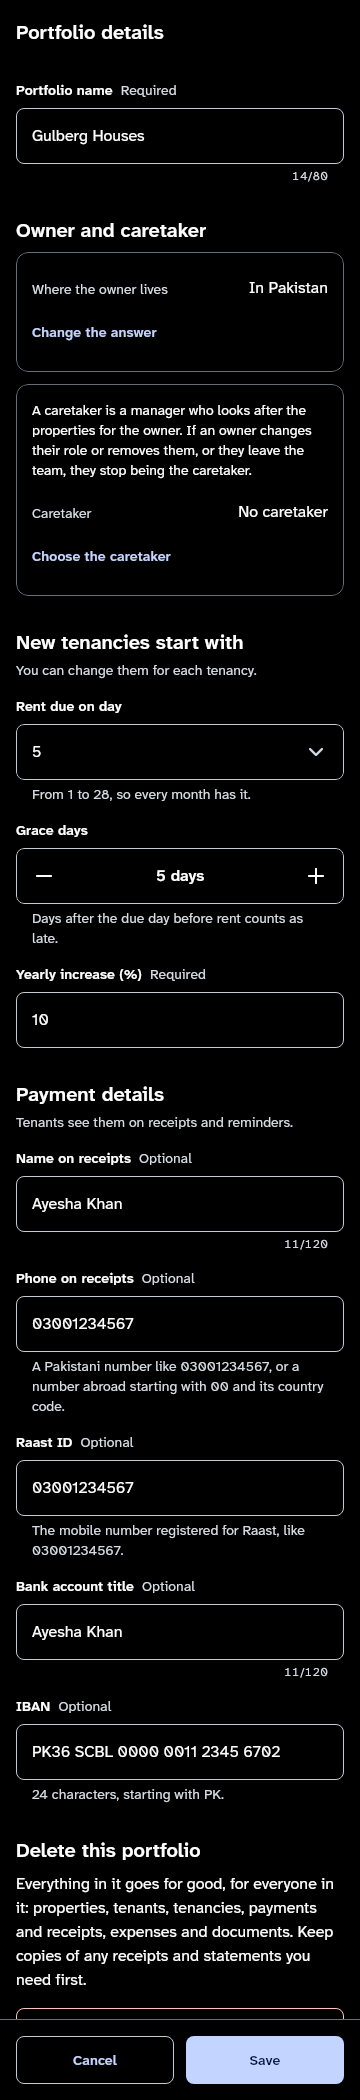 Portfolio details
Portfolio name Required
Gulberg Houses
14/80
Owner and caretaker
Where the owner lives In Pakistan
Change the answer
A caretaker is a manager who looks after the
properties for the owner. If an owner changes
their role or removes them, or they leave the
team, they stop being the caretaker.
Caretaker No caretaker
Choose the caretaker
New tenancies start with
You can change them for each tenancy.
Rent due on day
5
From 1 to 28, so every month has it.
Grace days
5 days
Days after the due day before rent counts as
late.
Yearly increase (%) Required
10
Payment details
Tenants see them on receipts and reminders.
Name on receipts Optional
Ayesha Khan
11/120
Phone on receipts Optional
03001234567
A Pakistani number like 03001234567, or a
number abroad starting with 00 and its country
code.
Raast ID Optional
03001234567
The mobile number registered for Raast, like
03001234567.
Bank account title Optional
Ayesha Khan
11/120
IBAN Optional
PK36 SCBL 0000 0011 2345 6702
24 characters, starting with PK.
Delete this portfolio
Everything in it goes for good, for everyone in
it: properties, tenants, tenancies, payments
and receipts, expenses and documents. Keep
copies of any receipts and statements you
need first.
Cancel Save